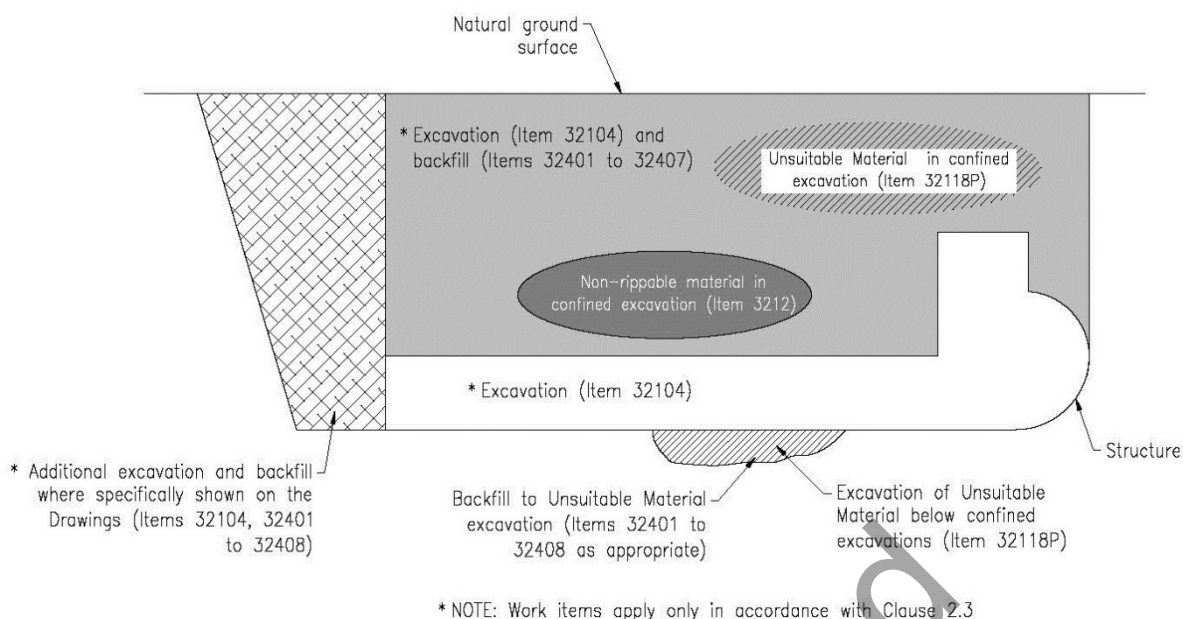 Natural ground
surface
* Excavation (Item 32104) and
backfill (Items 32401 to 32407)
Unsuitable Material in confined
excavation (Item 32118P)
Non-rippable material in
confined excavation (Item 3212)
* Excavation (Item 32104)
Structure
* Additional excavation and backfill
where specifically shown on the
Drawings (Items 32104, 32401
to 32408)
Backfill to Unsuitable Material
excavation (Items 32401 to
32408 as appropriate)
Excavation of Unsuitable
Material below confined
excavations (Item 32118P)
* NOTE: Work items apply only in accordance with Clause 2.3